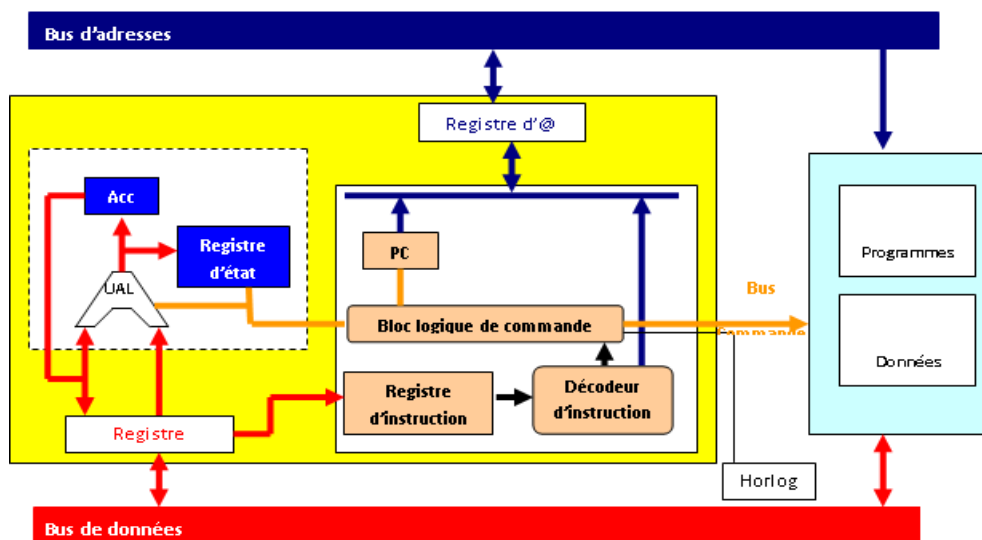 Bus d'adresses
Registre d'@
Acc
Registre
d'état
UAL
PC
Bloc logique de commande
Bus
Commande
Registre
d'instruction
Décodeur
d'instruction
Registre
Programmes
Données
Horlog
Bus de données